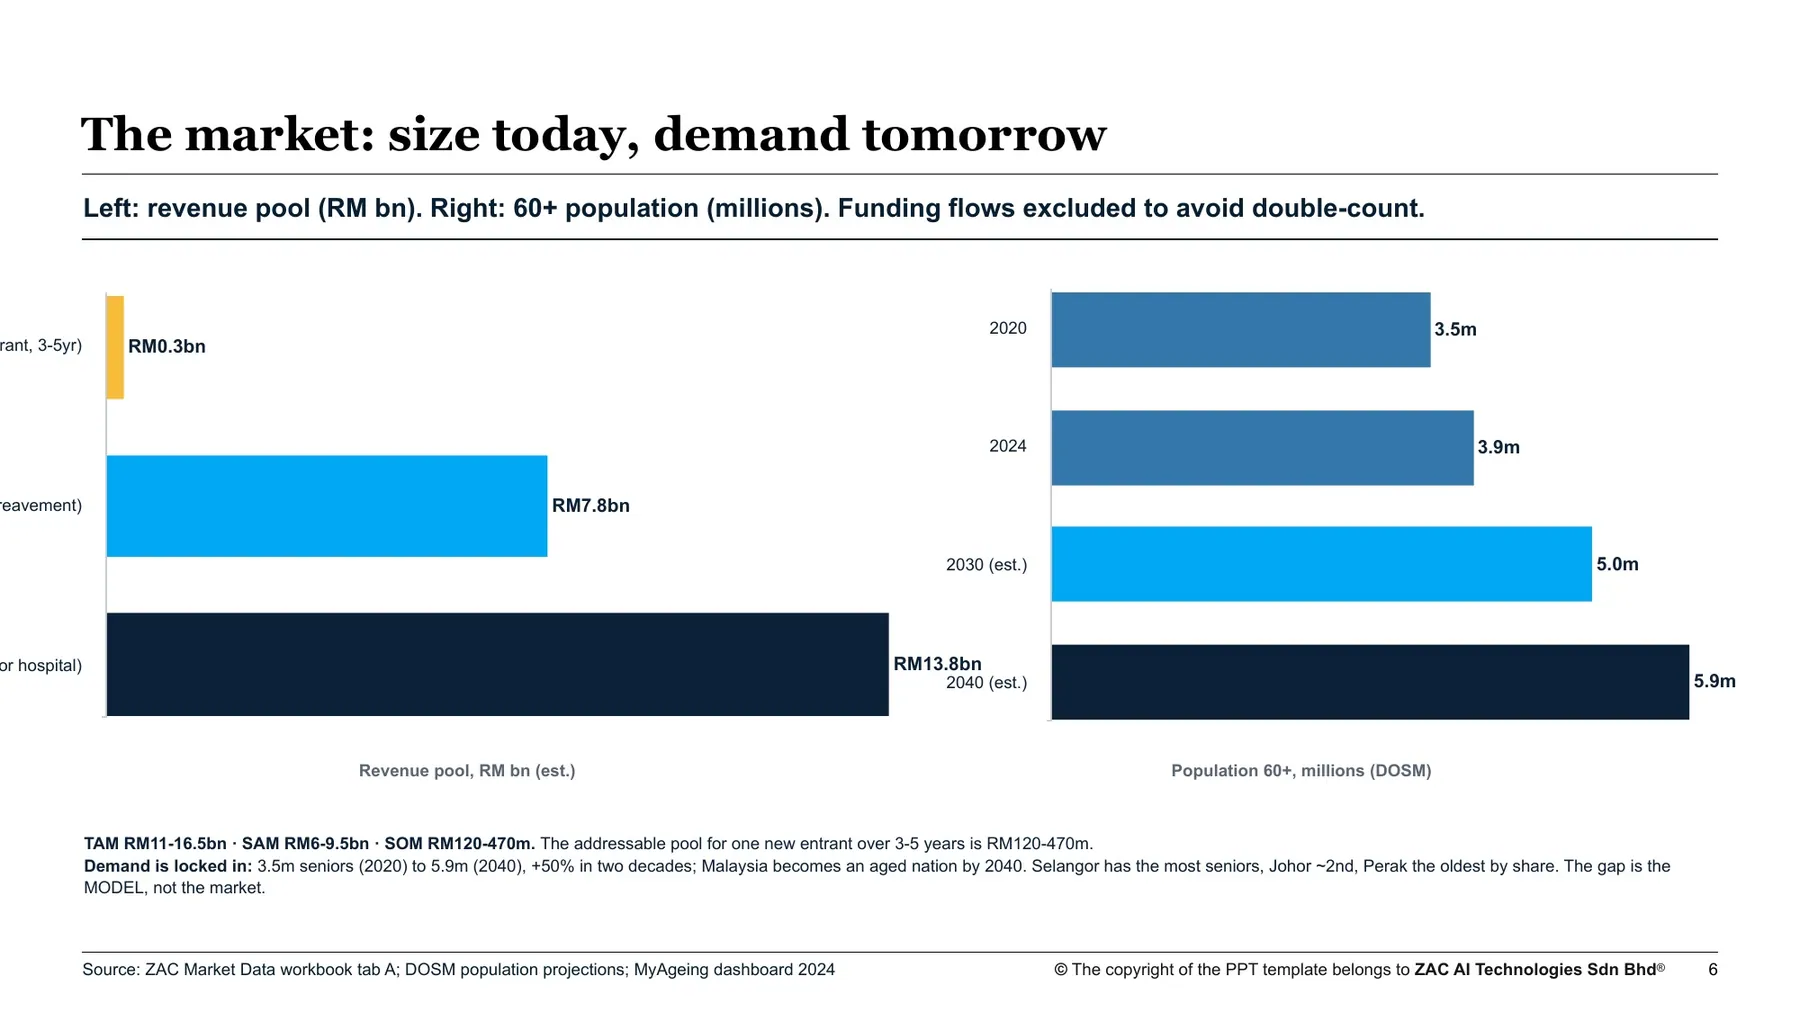 The market: size today, demand tomorrow
Left: revenue pool (RM bn). Right: 60+ population (millions). Funding flows excluded to avoid double-count.
rant, 3-5yr)
RM0.3bn
reavement)
RM7.8bn
or hospital)
RM13.8bn
Revenue pool, RM bn (est.)
2020
3.5m
2024
3.9m
2030 (est.)
5.0m
2040 (est.)
5.9m
Population 60+, millions (DOSM)
TAM RM11-16.5bn · SAM RM6-9.5bn · SOM RM120-470m. The addressable pool for one new entrant over 3-5 years is RM120-470m.
Demand is locked in: 3.5m seniors (2020) to 5.9m (2040), +50% in two decades; Malaysia becomes an aged nation by 2040. Selangor has the most seniors, Johor ~2nd, Perak the oldest by share. The gap is the
MODEL, not the market.
Source: ZAC Market Data workbook tab A; DOSM population projections; MyAgeing dashboard 2024
© The copyright of the PPT template belongs to ZAC AI Technologies Sdn Bhd®
6